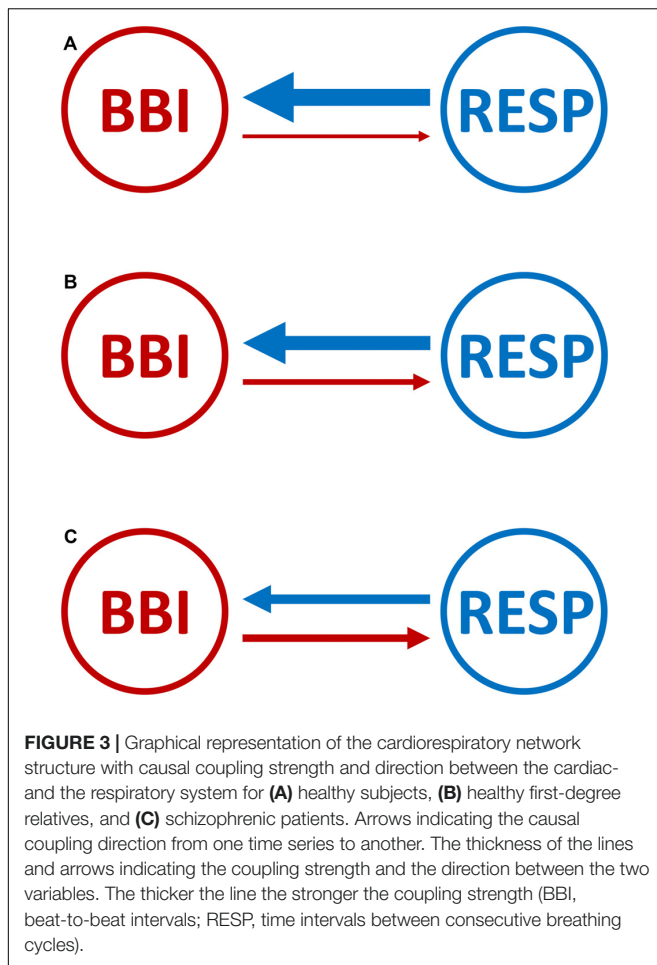 A
BBI RESP
B
BBI RESP
C
BBI RESP
FIGURE 3 | Graphical representation of the cardiorespiratory network
structure with causal coupling strength and direction between the cardiac-
and the respiratory system for (A) healthy subjects, (B) healthy first-degree
relatives, and (C) schizophrenic patients. Arrows indicating the causal
coupling direction from one time series to another. The thickness of the lines
and arrows indicating the coupling strength and the direction between the two
variables. The thicker the line the stronger the coupling strength (BBI,
beat-to-beat intervals; RESP, time intervals between consecutive breathing
cycles).